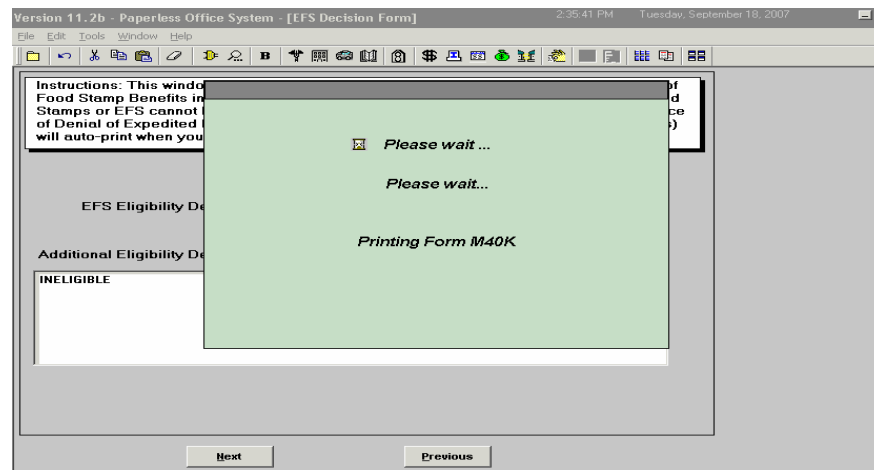 Version 11.2b - Paperless Office System - [EFS Decision Form]
2:35:41 PM Tuesday, September 18, 2007
File Edit Tools Window Help
B
Instructions: This windo
of
Food Stamp Benefits in
d
Stamps or EFS cannot
ce
of Denial of Expedited
s)
will auto-print when you
Please wait ...
Please wait...
EFS Eligibility De
Printing Form M40K
Additional Eligibility De
INELIGIBLE
Next Previous